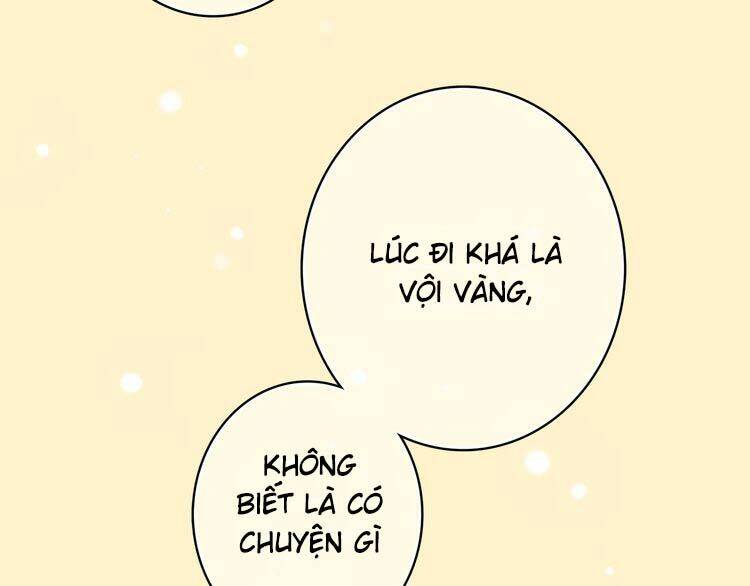 LÚC ĐI KHÁ LÀ
VỘI VÀNG,
KHÔNG
BIẾT LÀ CÓ
CHUYỆN GÌ